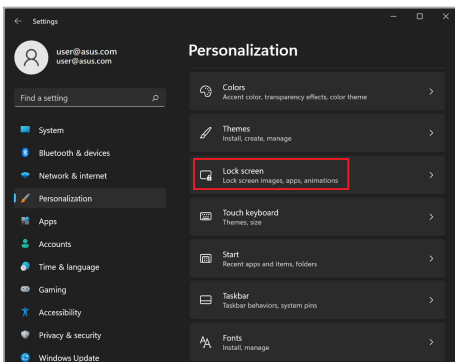 Settings
user@asus.com
user@asus.com
Find a setting
System
Bluetooth & devices
Network & internet
Personalization
Apps
Accounts
Time & language
Gaming
Accessibility
Privacy & security
Windows Update
Personalization
Colors
Accent color, transparency effects, color theme
Themes
Install, create, manage
Lock screen
Lock screen images, apps, animations
Touch keyboard
Themes, size
Start
Recent apps and items, folders
Taskbar
Taskbar behaviors, system pins
Fonts
Install, manage